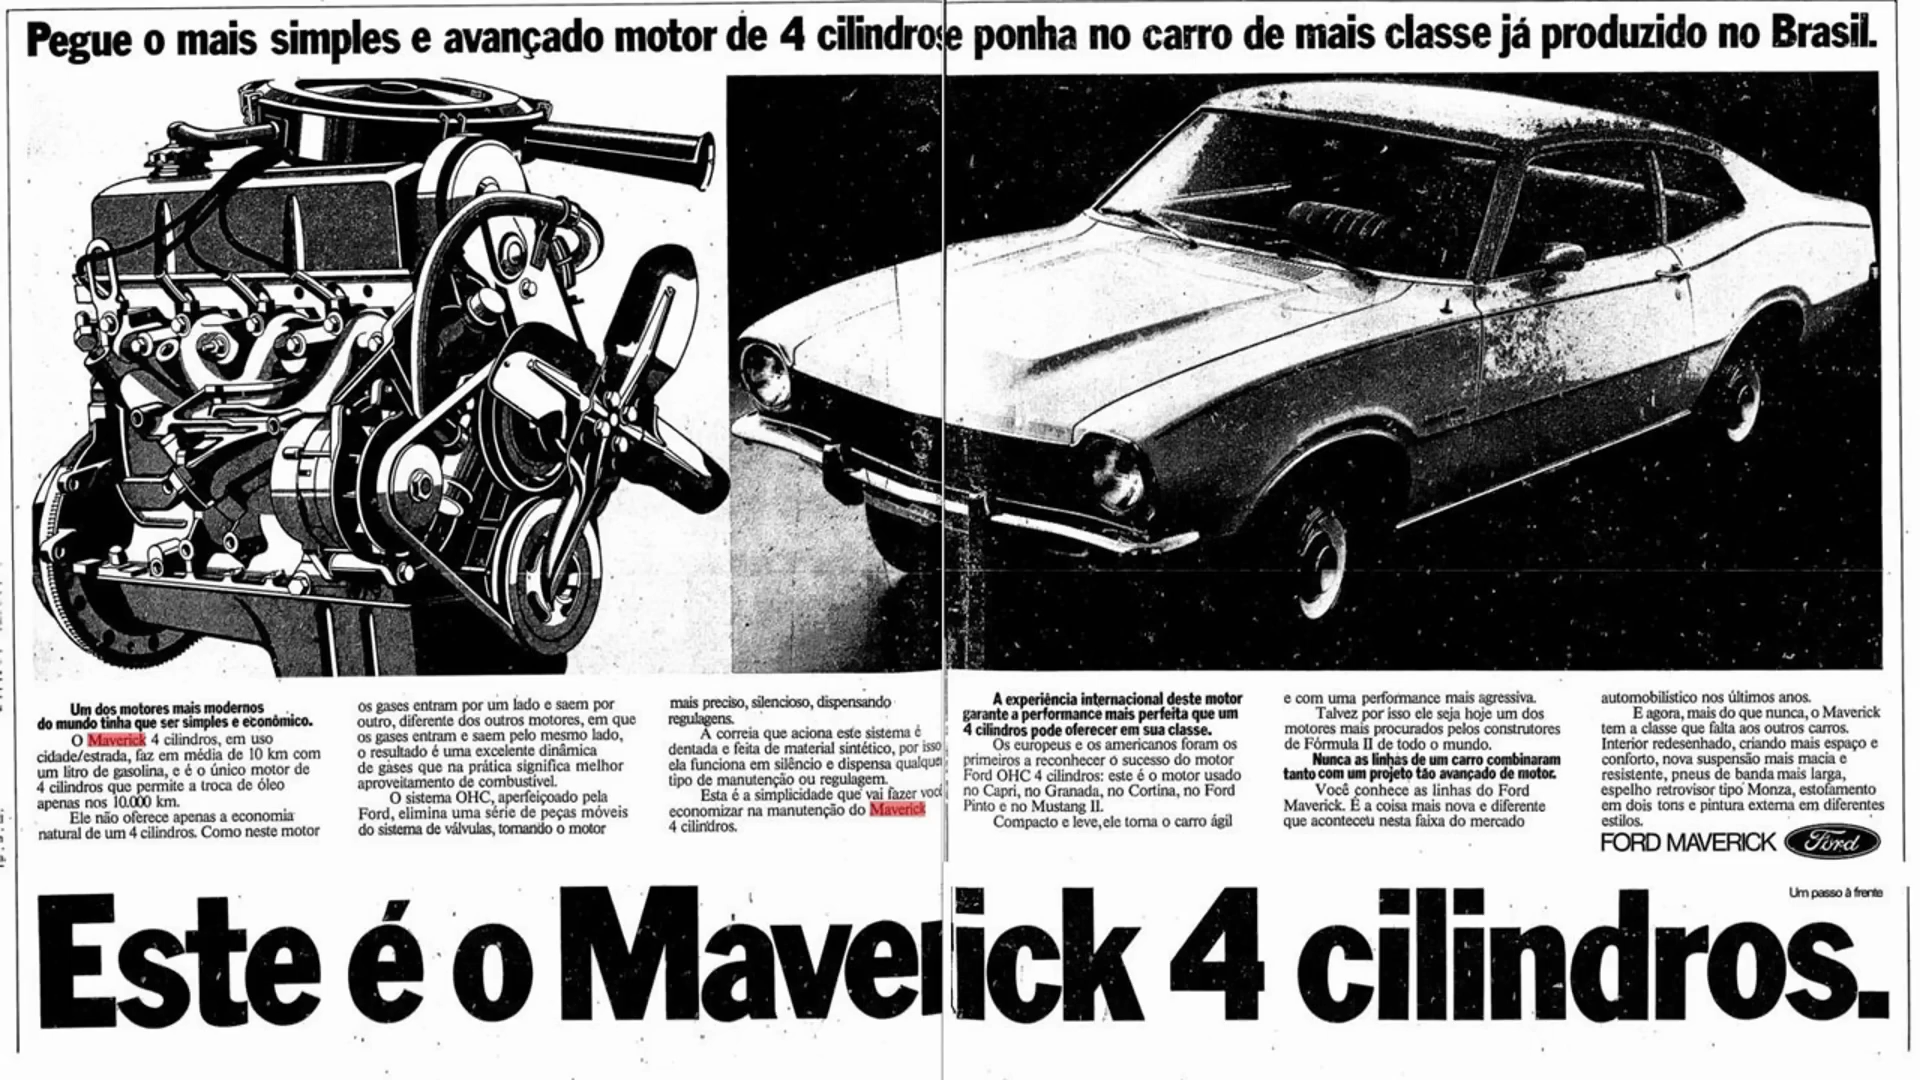 Pegue o mais simples e avançado motor de 4 cilindros e ponha no carro de mais classe já produzido no Brasil.
Um dos motores mais modernos
do mundo tinha que ser simples e econômico.
O Maverick 4 cilindros, em uso
cidade/estrada, faz em média de 10 km com
um litro de gasolina, e é o único motor de
4 cilindros que permite a troca de óleo
apenas nos 10.000 km.
Ele não oferece apenas a economia
natural de um 4 cilindros. Como neste motor
os gases entram por um lado e saem por
outro, diferente dos outros motores, em que
os gases entram e saem pelo mesmo lado,
o resultado é uma excelente dinâmica
de gases que na prática significa melhor
aproveitamento de combustível.
O sistema OHC, aperfeiçoado pela
Ford, elimina uma série de peças móveis
do sistema de válvulas, tornando o motor
mais preciso, silencioso, dispensando
regulagens.
A correia que aciona este sistema é
dentada e feita de material sintético, por isso
ela funciona em silêncio e dispensa qualquer
tipo de manutenção ou regulagem.
Esta é a simplicidade que vai fazer você
economizar na manutenção do Maverick
4 cilindros.
A experiência internacional deste motor
garante a performance mais perfeita que um
4 cilindros pode oferecer em sua classe.
Os europeus e os americanos foram os
primeiros a reconhecer o sucesso do motor
Ford OHC 4 cilindros: este é o motor usado
no Capri, no Granada, no Cortina, no Ford
Pinto e no Mustang II.
Compacto e leve, ele torna o carro ágil
e com uma performance mais agressiva.
Talvez por isso ele seja hoje um dos
motores mais procurados pelos construtores
de Fórmula II de todo o mundo.
Nunca as linhas de um carro combinaram
tanto com um projeto tão avançado de motor.
Você conhece as linhas do Ford
Maverick. É a coisa mais nova e diferente
que aconteceu nesta faixa do mercado
automobilístico nos últimos anos.
E agora, mais do que nunca, o Maverick
tem a classe que falta aos outros carros.
Interior redesenhado, criando mais espaço e
conforto, nova suspensão mais macia e
resistente, pneus de banda mais larga,
espelho retrovisor tipo Monza, estofamento
em dois tons e pintura externa em diferentes
estilos.
FORD MAVERICK Ford
Um passo à frente
Este é o Maverick 4 cilindros.